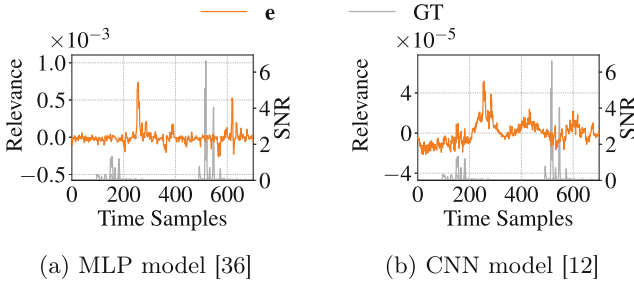 e GT
×10⁻³ ×10⁻⁵
1.0 6
0.5 4
0.0 2
−0.5 0
Relevance SNR
0 200 400 600
Time Samples
4 6
0 4
−4 2
0
Relevance SNR
0 200 400 600
Time Samples
(a) MLP model [36] (b) CNN model [12]